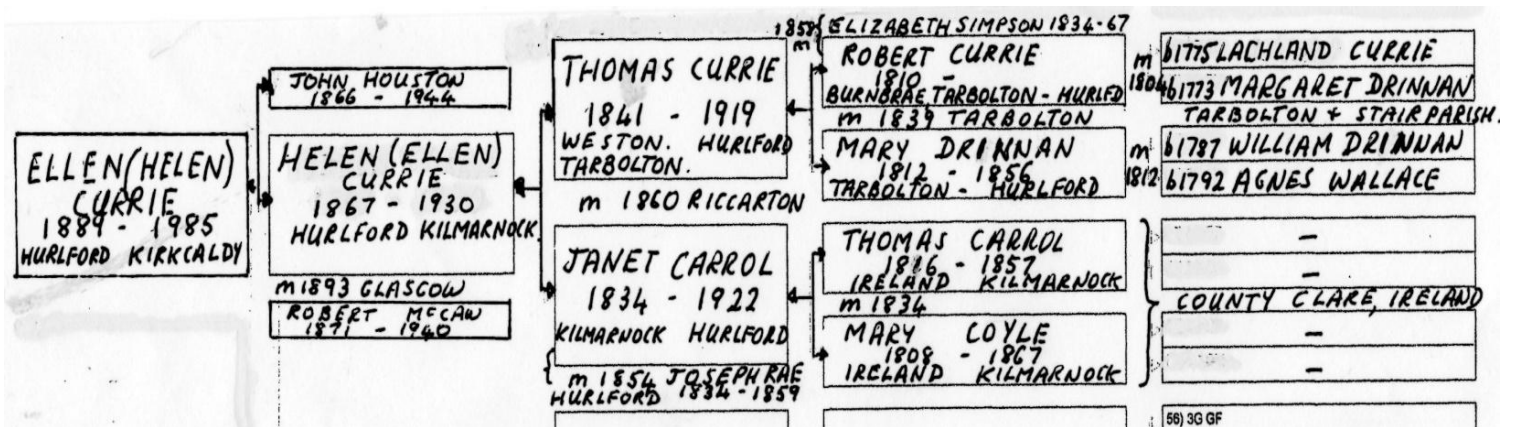 ELLEN (HELEN)
CURRIE
1889 - 1985
HURLFORD KIRKCALDY
JOHN HOUSTON
1866 - 1944
HELEN (ELLEN)
CURRIE
1867 - 1930
HURLFORD KILMARNOCK
m 1893 GLASGOW
ROBERT McCAW
1871 - 1940
THOMAS CURRIE
1841 - 1919
WESTON. HURLFORD
TARBOLTON.
m 1860 RICCARTON
JANET CARROL
1834 - 1922
KILMARNOCK HURLFORD
m 1854 JOSEPH RAE
HURLFORD 1834 - 1859
1858 { ELIZABETH SIMPSON 1834-67
m
ROBERT CURRIE
1810 -
BURNBRAE, TARBOLTON - HURLFD
m 1839 TARBOLTON
MARY DRINNAN
1812 - 1856
TARBOLTON - HURLFORD
THOMAS CARROL
1816 - 1857
IRELAND KILMARNOCK
m 1834
MARY COYLE
1808 - 1867
IRELAND KILMARNOCK
m b1775 LACHLAND CURRIE
1804 b1773 MARGARET DRINNAN
TARBOLTON + STAIR PARISH.
m b1787 WILLIAM DRINNAN
1812 b1792 AGNES WALLACE
-
-
COUNTY CLARE, IRELAND
-
-
56) 3G GF